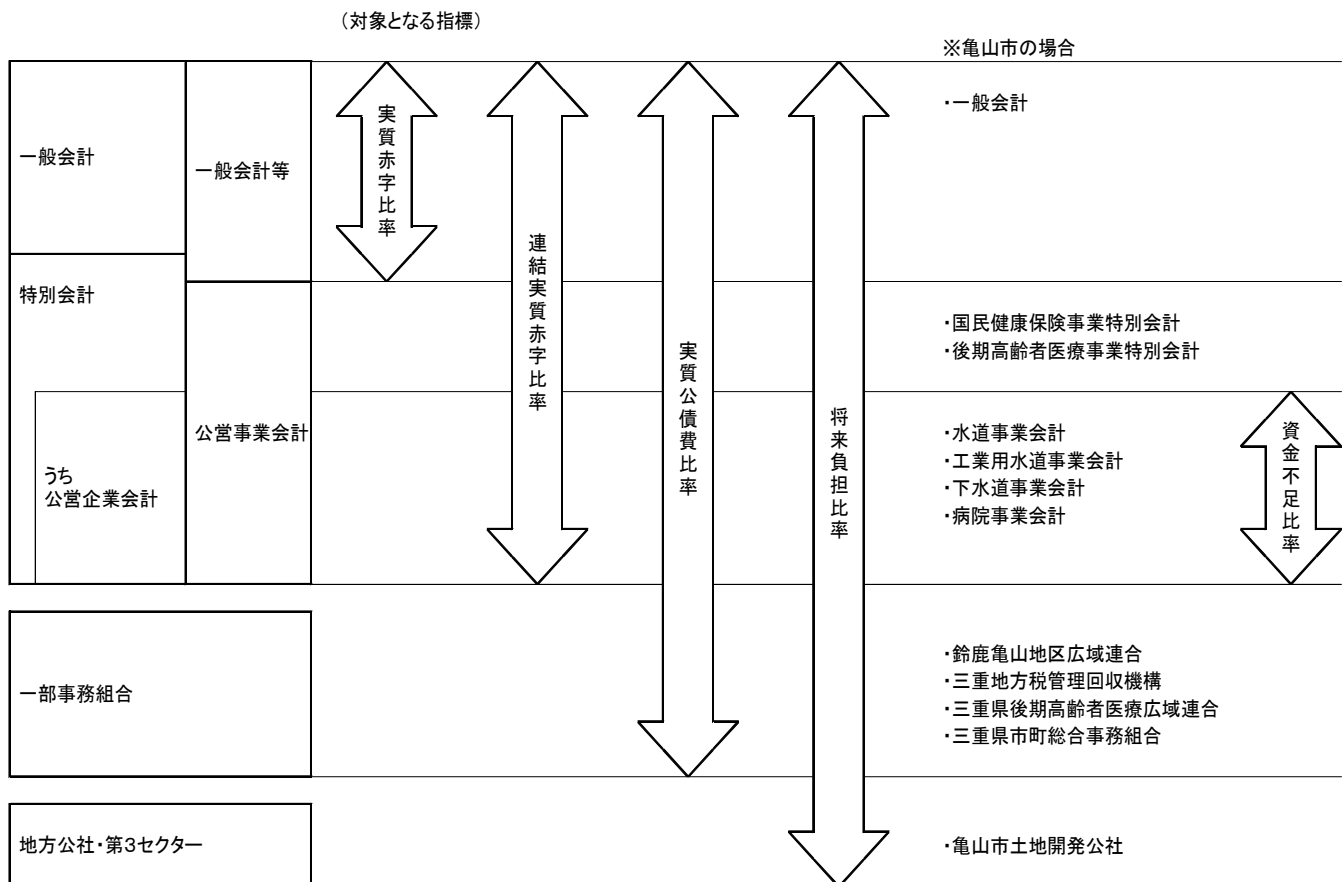 (対象となる指標)
※亀山市の場合
一般会計
一般会計等
実質赤字比率
連結実質赤字比率
実質公債費比率
将来負担比率
・一般会計
特別会計
・国民健康保険事業特別会計
・後期高齢者医療事業特別会計
公営事業会計
うち
公営企業会計
・水道事業会計
・工業用水道事業会計
・下水道事業会計
・病院事業会計
資金不足比率
一部事務組合
・鈴鹿亀山地区広域連合
・三重地方税管理回収機構
・三重県後期高齢者医療広域連合
・三重県市町総合事務組合
地方公社・第3セクター
・亀山市土地開発公社